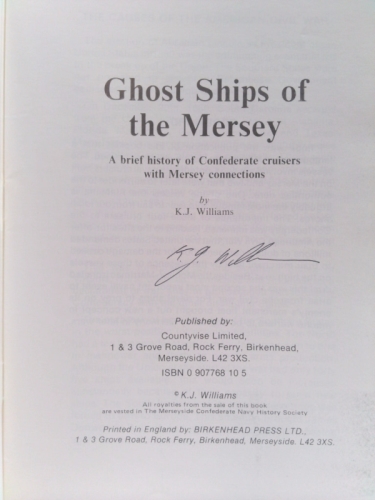 Ghost Ships of
the Mersey
A brief history of Confederate cruisers
with Mersey connections
by
K.J. Williams
K J. Williams
Published by:
Countyvise Limited,
1 & 3 Grove Road, Rock Ferry, Birkenhead,
Merseyside. L42 3XS.
ISBN 0 907768 10 5
© K.J. Williams
All royalties from the sale of this book
are vested in The Merseyside Confederate Navy History Society
Printed in England by: BIRKENHEAD PRESS LTD.,
1 & 3 Grove Road, Rock Ferry, Birkenhead, Merseyside. L42 3XS.